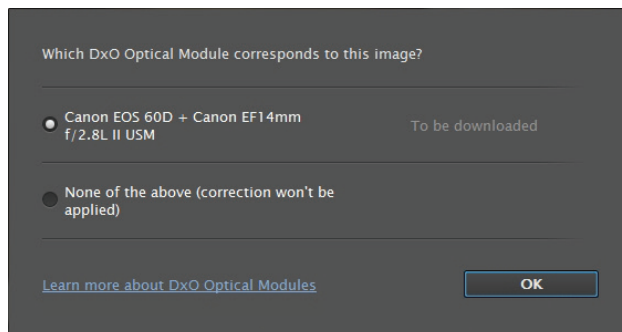 Which DxO Optical Module corresponds to this image?
Canon EOS 60D + Canon EF14mm
f/2.8L II USM
To be downloaded
None of the above (correction won't be
applied)
Learn more about DxO Optical Modules
OK